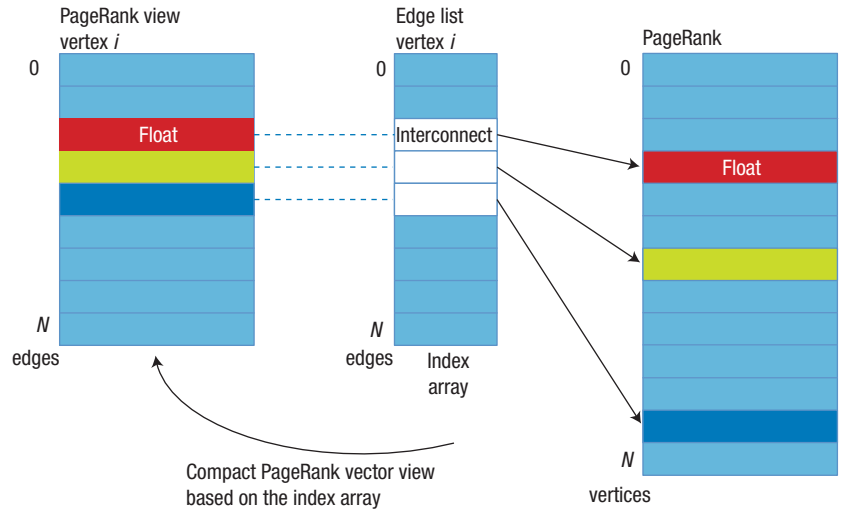 PageRank view
vertex i
0
Float
N
edges
Edge list
vertex i
0
Interconnect
N
edges
Index
array
PageRank
0
Float
N
vertices
Compact PageRank vector view
based on the index array